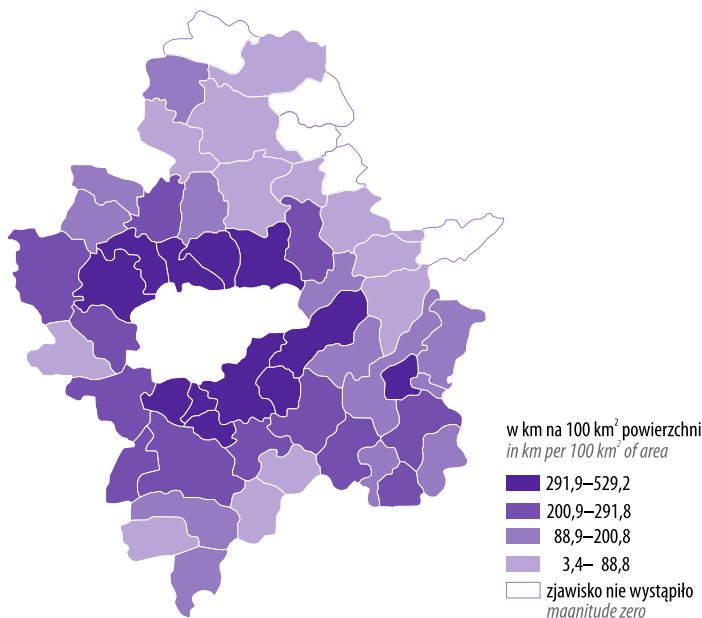 w km na 100 km² powierzchni
in km per 100 km² of area
291,9–529,2
200,9–291,8
88,9–200,8
3,4– 88,8
zjawisko nie wystąpiło
magnitude zero